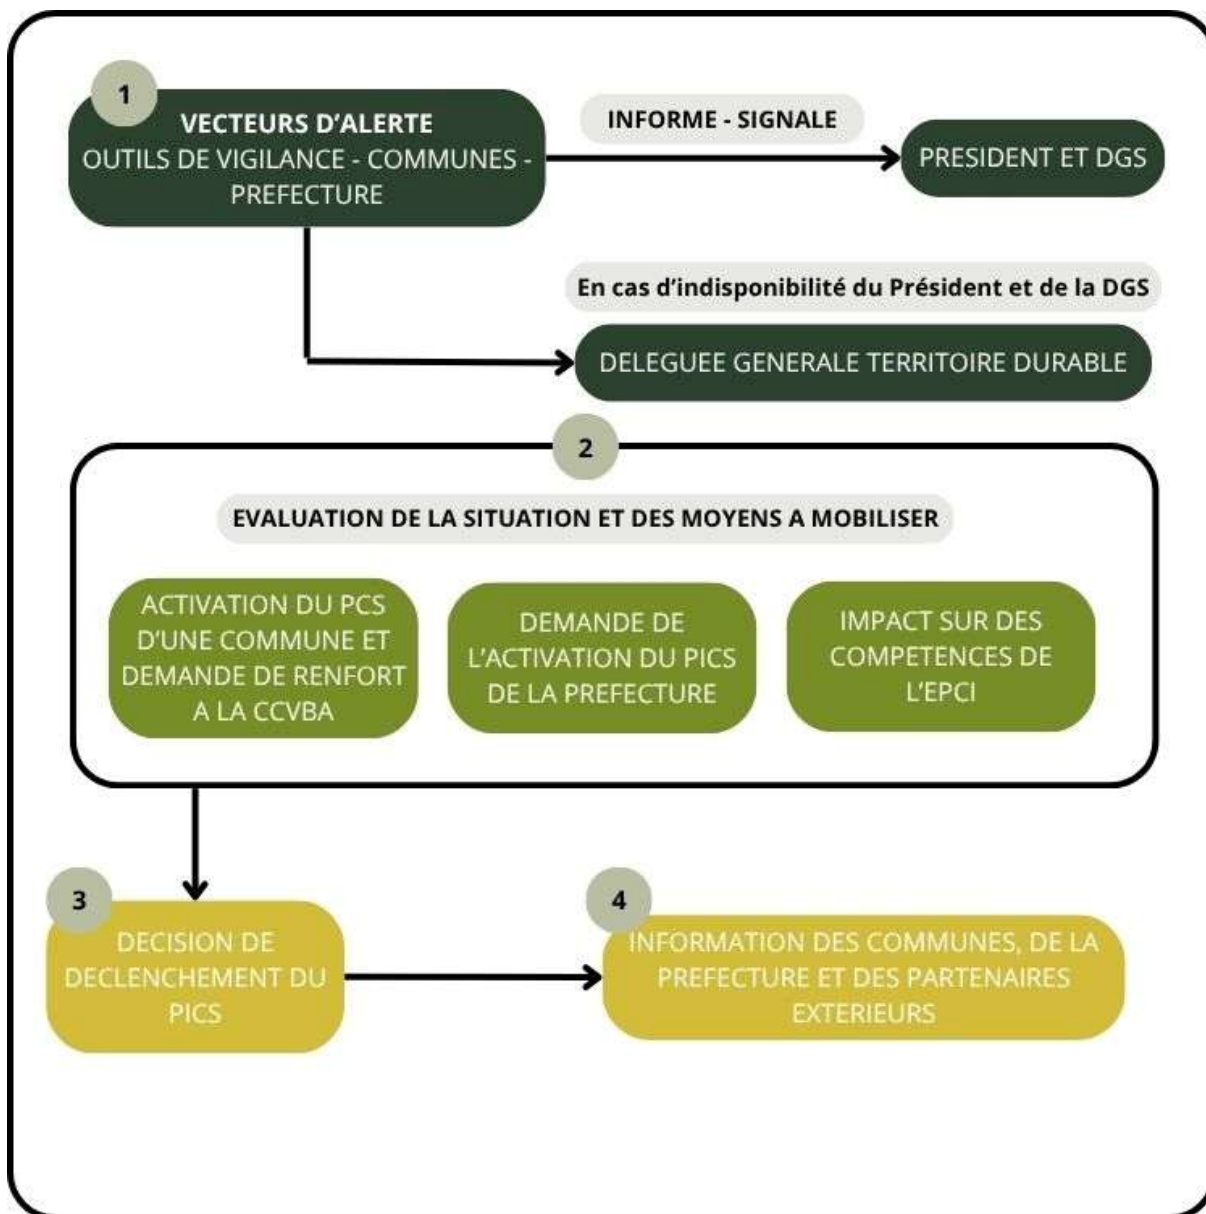 1
VECTEURS D’ALERTE
OUTILS DE VIGILANCE - COMMUNES -
PREFECTURE
INFORME - SIGNALE
PRESIDENT ET DGS
En cas d’indisponibilité du Président et de la DGS
DELEGUEE GENERALE TERRITOIRE DURABLE
2
EVALUATION DE LA SITUATION ET DES MOYENS A MOBILISER
ACTIVATION DU PCS
D’UNE COMMUNE ET
DEMANDE DE RENFORT
A LA CCVBA
DEMANDE DE
L’ACTIVATION DU PICS
DE LA PREFECTURE
IMPACT SUR DES
COMPETENCES DE
L’EPCI
3
DECISION DE
DECLENCHEMENT DU
PICS
4
INFORMATION DES COMMUNES, DE LA
PREFECTURE ET DES PARTENAIRES
EXTERIEURS